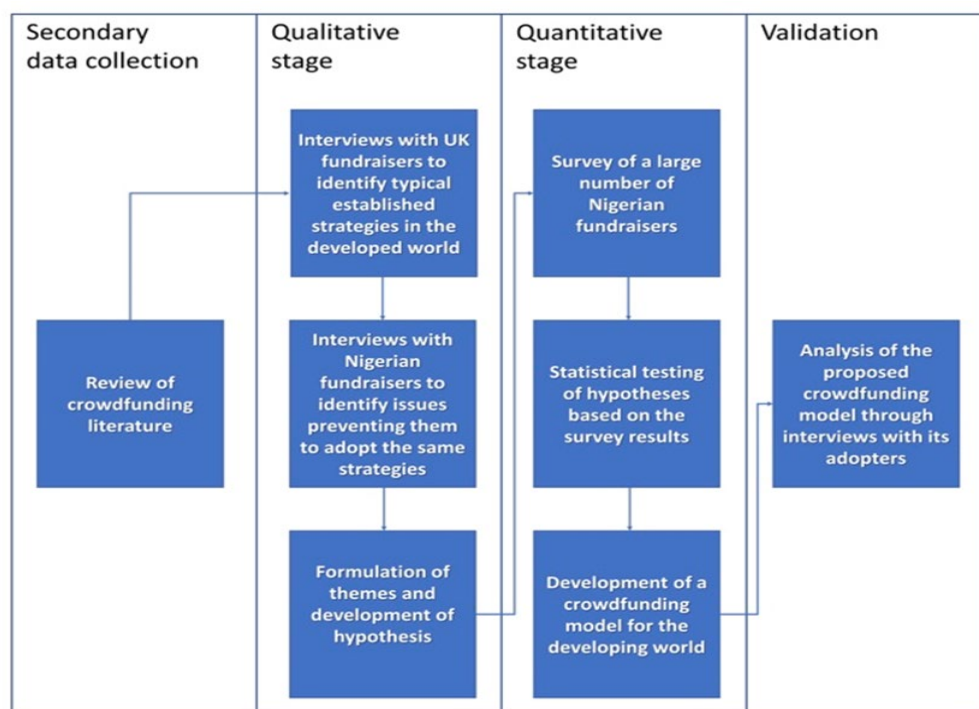 Secondary
data collection
Qualitative
stage
Quantitative
stage
Validation
Review of
crowdfunding
literature
Interviews with UK
fundraisers to
identify typical
established
strategies in the
developed world
Interviews with
Nigerian
fundraisers to
identify issues
preventing them
to adopt the same
strategies
Formulation of
themes and
development of
hypothesis
Survey of a large
number of
Nigerian
fundraisers
Statistical testing
of hypotheses
based on the
survey results
Development of a
crowdfunding
model for the
developing world
Analysis of the
proposed
crowdfunding
model through
interviews with its
adopters